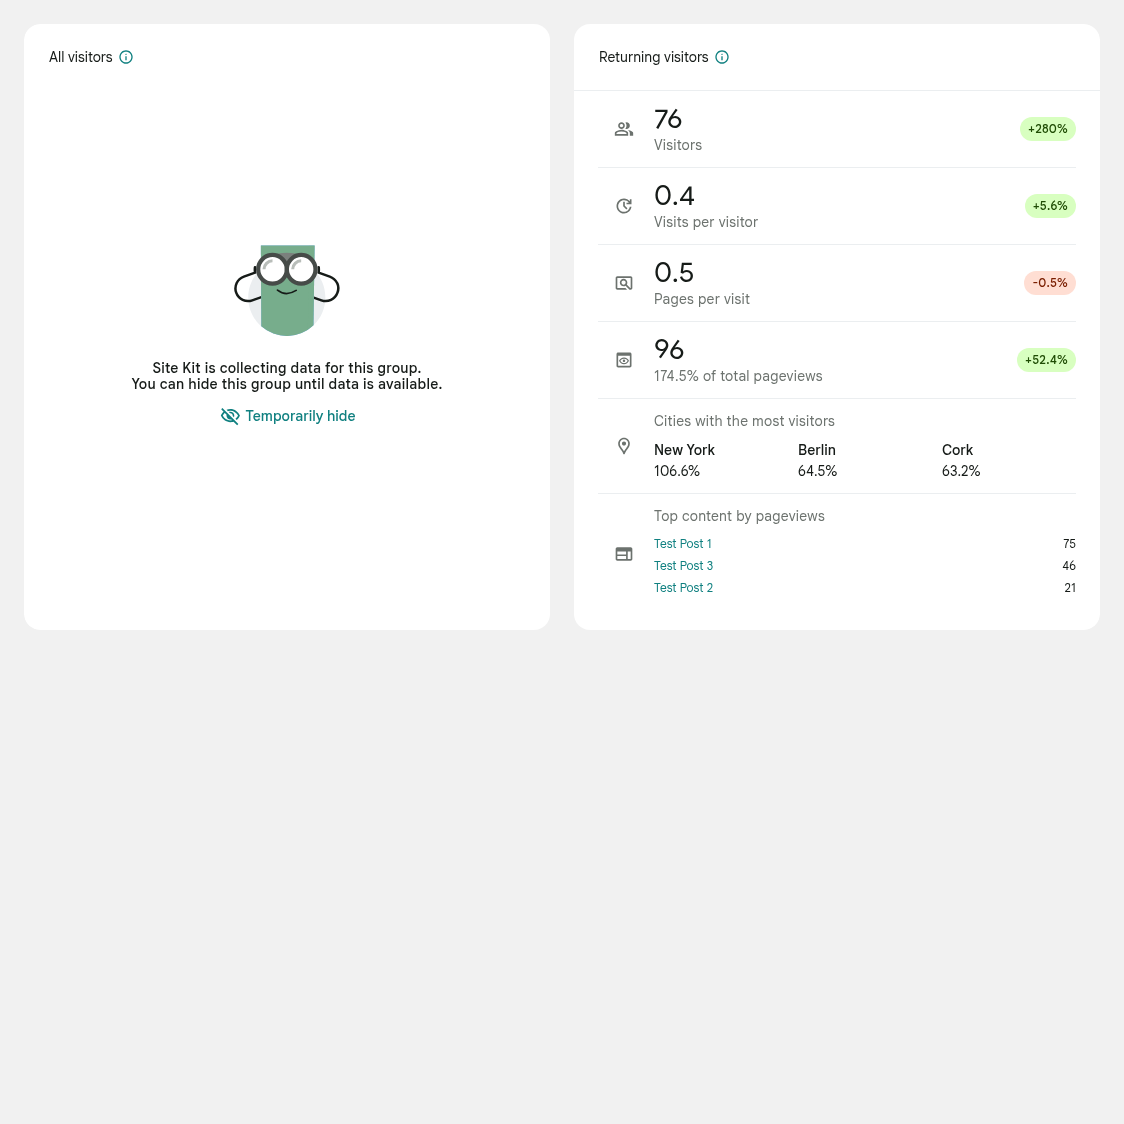 All visitors
Site Kit is collecting data for this group.
You can hide this group until data is available.
Temporarily hide
Returning visitors
76
Visitors
+280%
0.4
Visits per visitor
+5.6%
0.5
Pages per visit
-0.5%
96
174.5% of total pageviews
+52.4%
Cities with the most visitors
New York Berlin Cork
106.6% 64.5% 63.2%
Top content by pageviews
Test Post 1 75
Test Post 3 46
Test Post 2 21